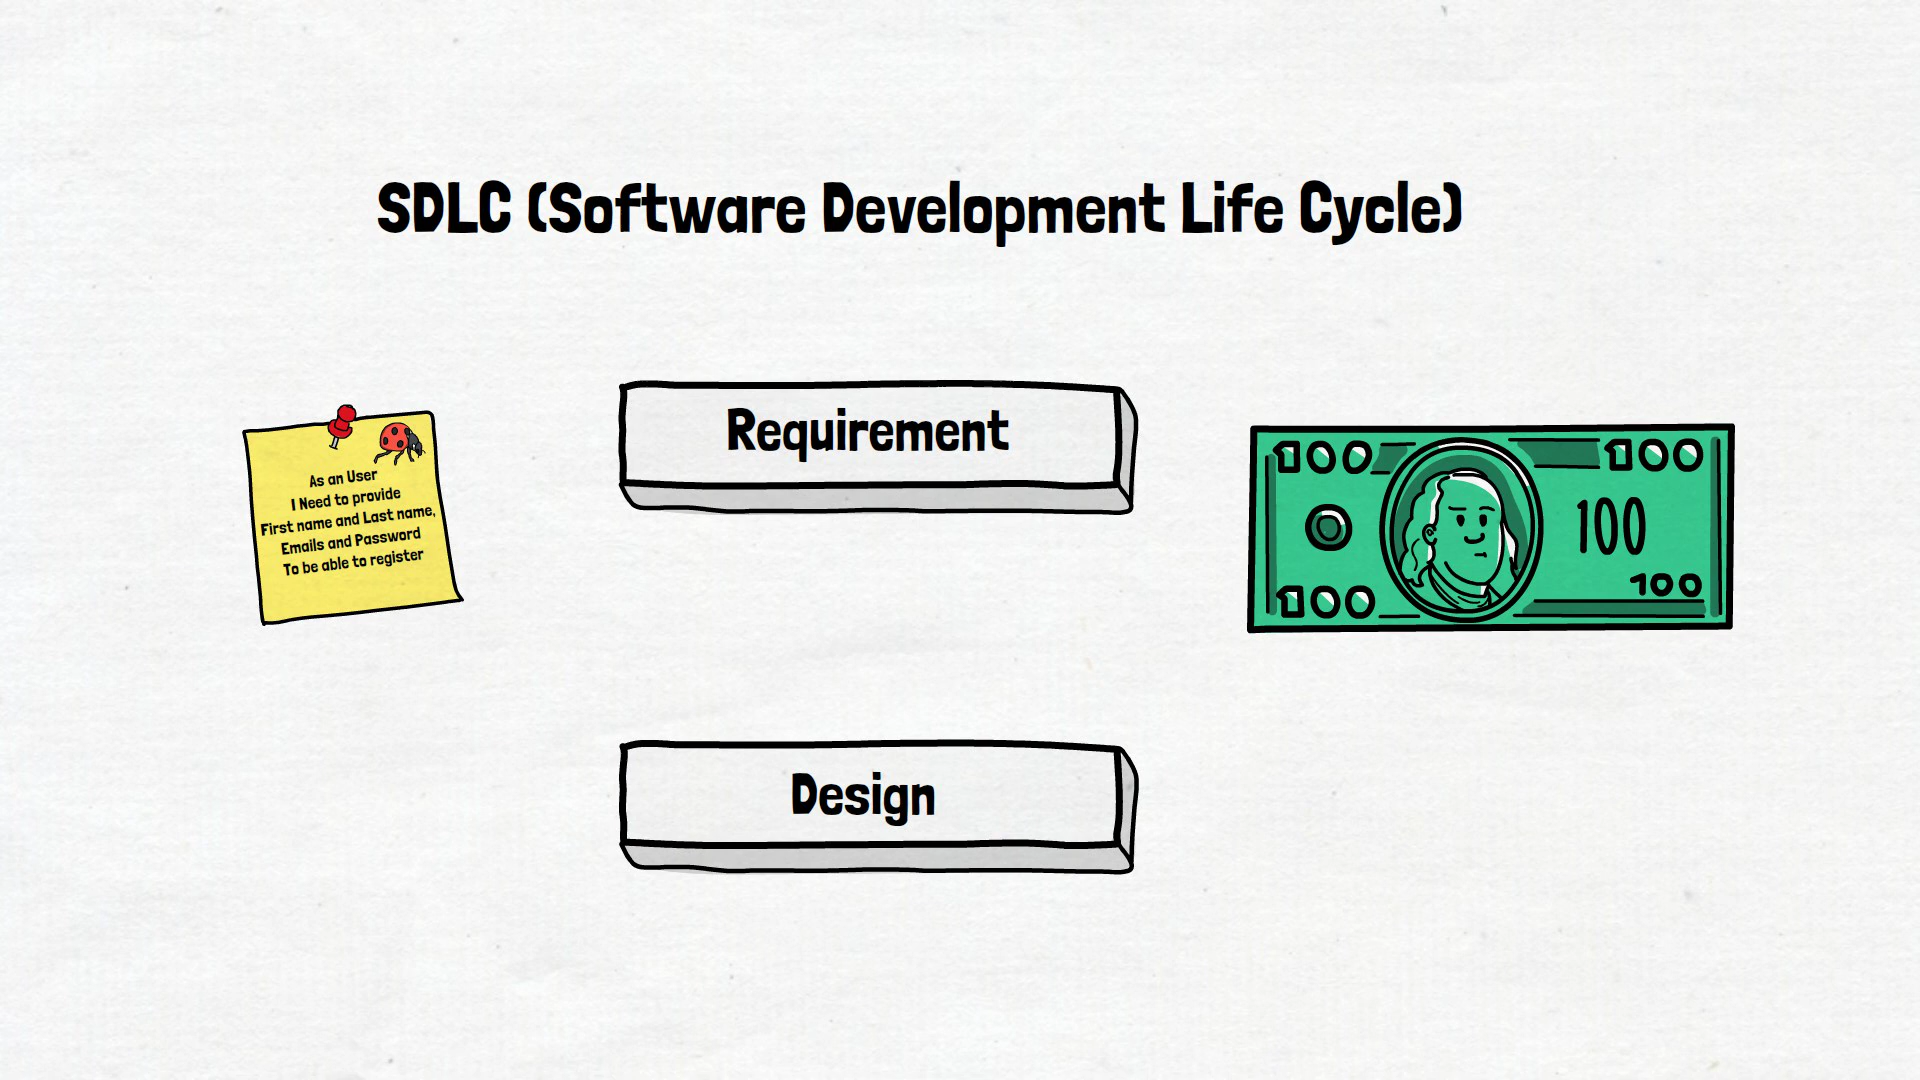 SDLC (Software Development Life Cycle)
Requirement
As an User
I Need to provide
First name and Last name,
Emails and Password
To be able to register
100
100
100
100
100
Design